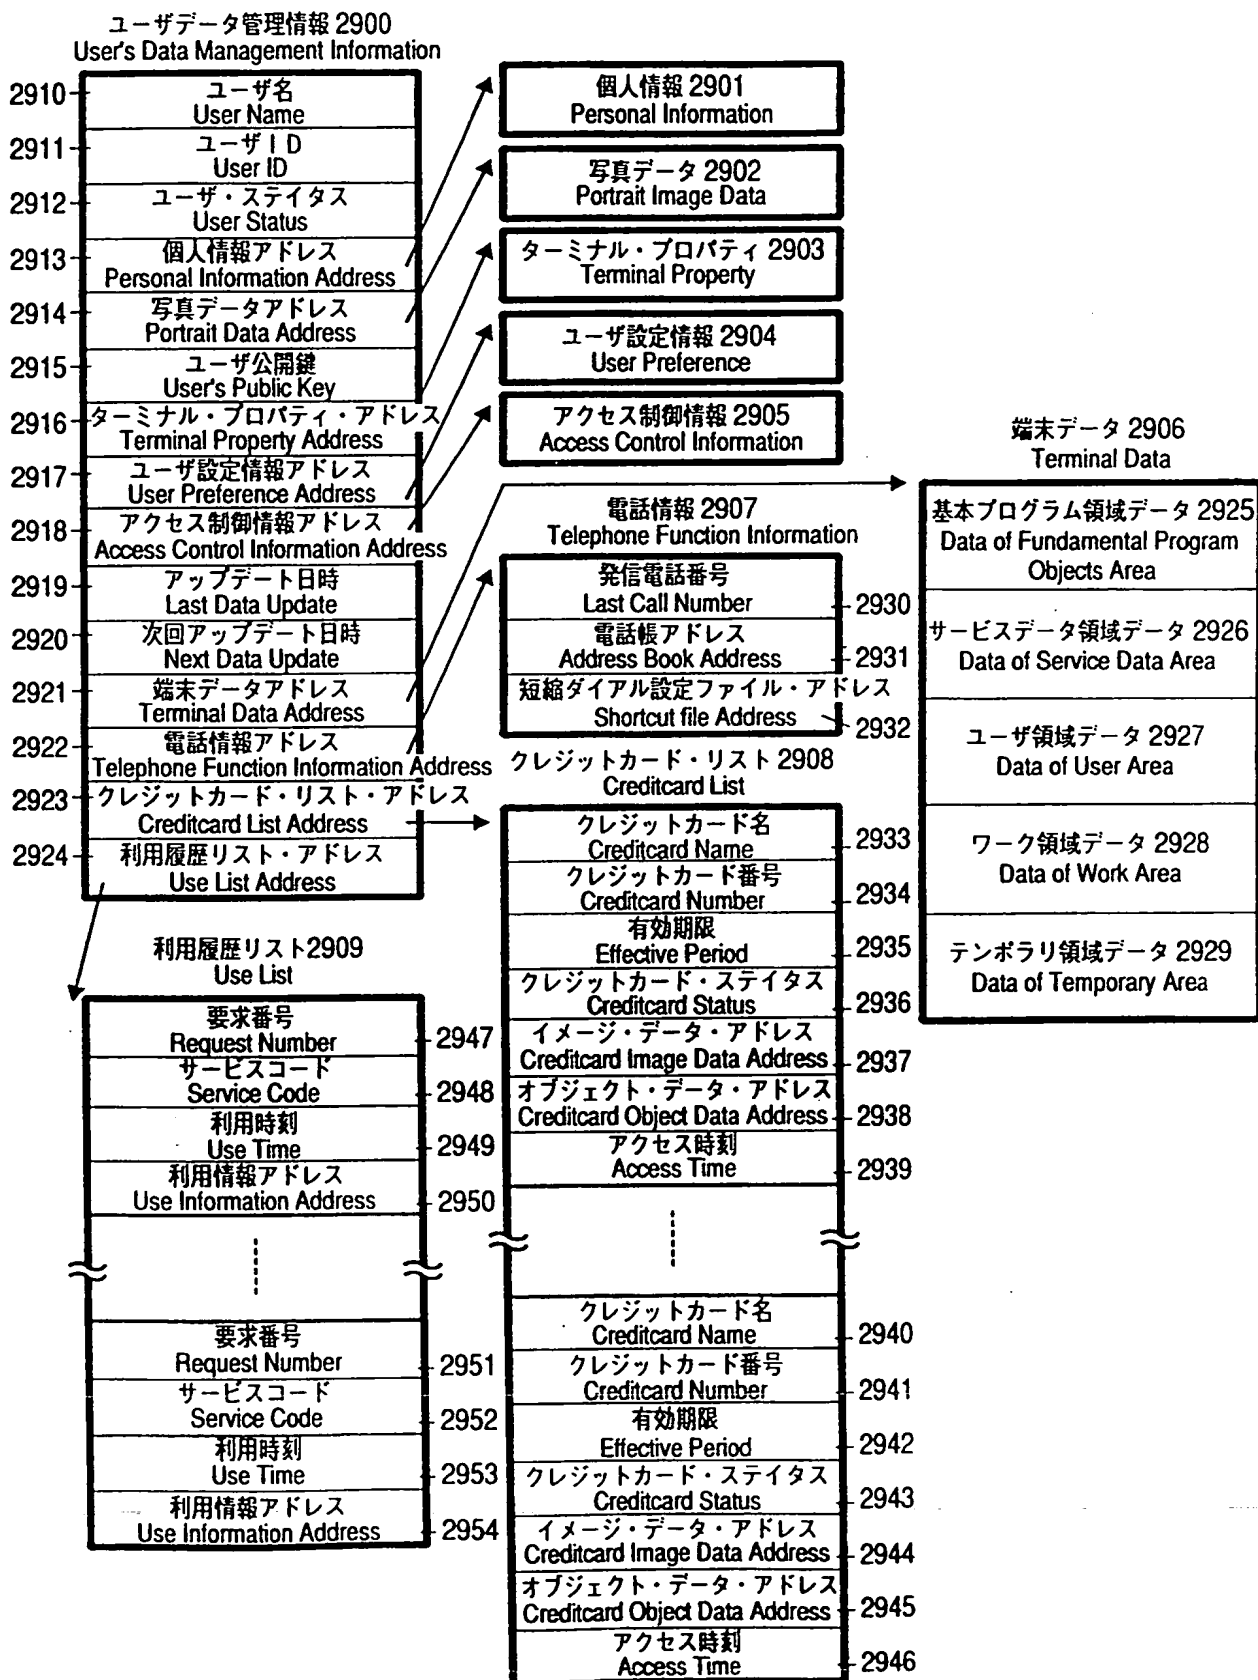 ユーザデータ管理情報 2900
User's Data Management Information
2910
ユーザ名
User Name
2911
ユーザID
User ID
2912
ユーザ・ステイタス
User Status
2913
個人情報アドレス
Personal Information Address
2914
写真データアドレス
Portrait Data Address
2915
ユーザ公開鍵
User's Public Key
2916
ターミナル・プロパティ・アドレス
Terminal Property Address
2917
ユーザ設定情報アドレス
User Preference Address
2918
アクセス制御情報アドレス
Access Control Information Address
2919
アップデート日時
Last Data Update
2920
次回アップデート日時
Next Data Update
2921
端末データアドレス
Terminal Data Address
2922
電話情報アドレス
Telephone Function Information Address
2923
クレジットカード・リスト・アドレス
Creditcard List Address
2924
利用履歴リスト・アドレス
Use List Address
個人情報 2901
Personal Information
写真データ 2902
Portrait Image Data
ターミナル・プロパティ 2903
Terminal Property
ユーザ設定情報 2904
User Preference
アクセス制御情報 2905
Access Control Information
端末データ 2906
Terminal Data
基本プログラム領域データ 2925
Data of Fundamental Program
Objects Area
サービスデータ領域データ 2926
Data of Service Data Area
ユーザ領域データ 2927
Data of User Area
ワーク領域データ 2928
Data of Work Area
テンポラリ領域データ 2929
Data of Temporary Area
電話情報 2907
Telephone Function Information
発信電話番号
Last Call Number
2930
電話帳アドレス
Address Book Address
2931
短縮ダイアル設定ファイル・アドレス
Shortcut file Address
2932
クレジットカード・リスト 2908
Creditcard List
クレジットカード名
Creditcard Name
2933
クレジットカード番号
Creditcard Number
2934
有効期限
Effective Period
2935
クレジットカード・ステイタス
Creditcard Status
2936
イメージ・データ・アドレス
Creditcard Image Data Address
2937
オブジェクト・データ・アドレス
Creditcard Object Data Address
2938
アクセス時刻
Access Time
2939
クレジットカード名
Creditcard Name
2940
クレジットカード番号
Creditcard Number
2941
有効期限
Effective Period
2942
クレジットカード・ステイタス
Creditcard Status
2943
イメージ・データ・アドレス
Creditcard Image Data Address
2944
オブジェクト・データ・アドレス
Creditcard Object Data Address
2945
アクセス時刻
Access Time
2946
利用履歴リスト2909
Use List
要求番号
Request Number
2947
サービスコード
Service Code
2948
利用時刻
Use Time
2949
利用情報アドレス
Use Information Address
2950
要求番号
Request Number
2951
サービスコード
Service Code
2952
利用時刻
Use Time
2953
利用情報アドレス
Use Information Address
2954